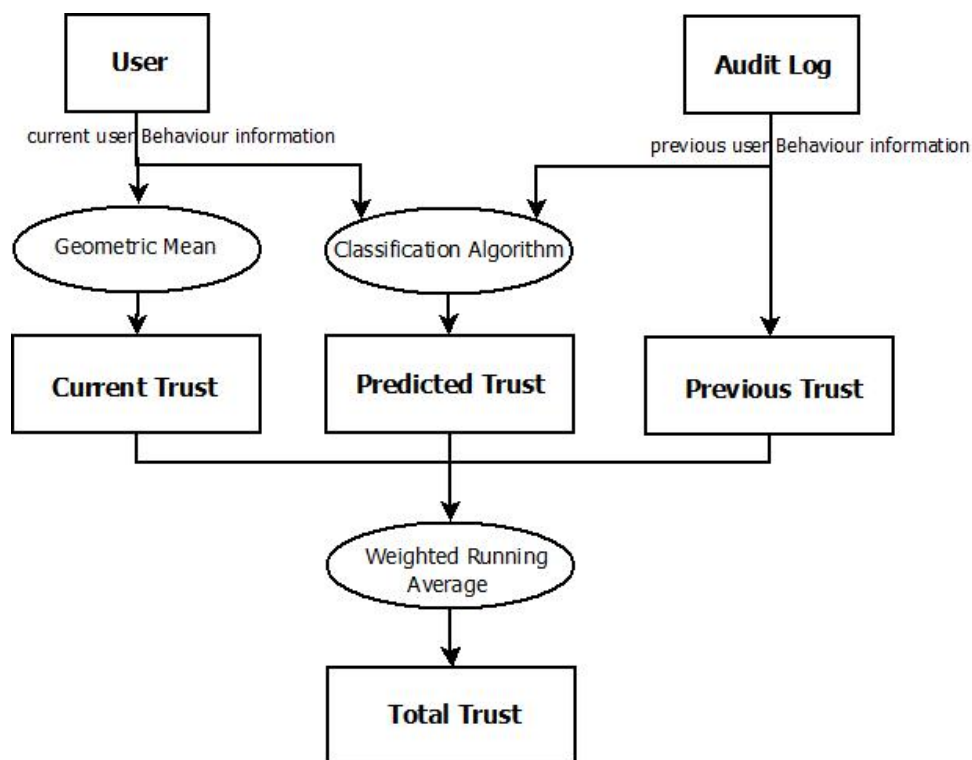 User
Audit Log
current user Behaviour information
previous user Behaviour information
Geometric Mean
Classification Algorithm
Current Trust
Predicted Trust
Previous Trust
Weighted Running
Average
Total Trust